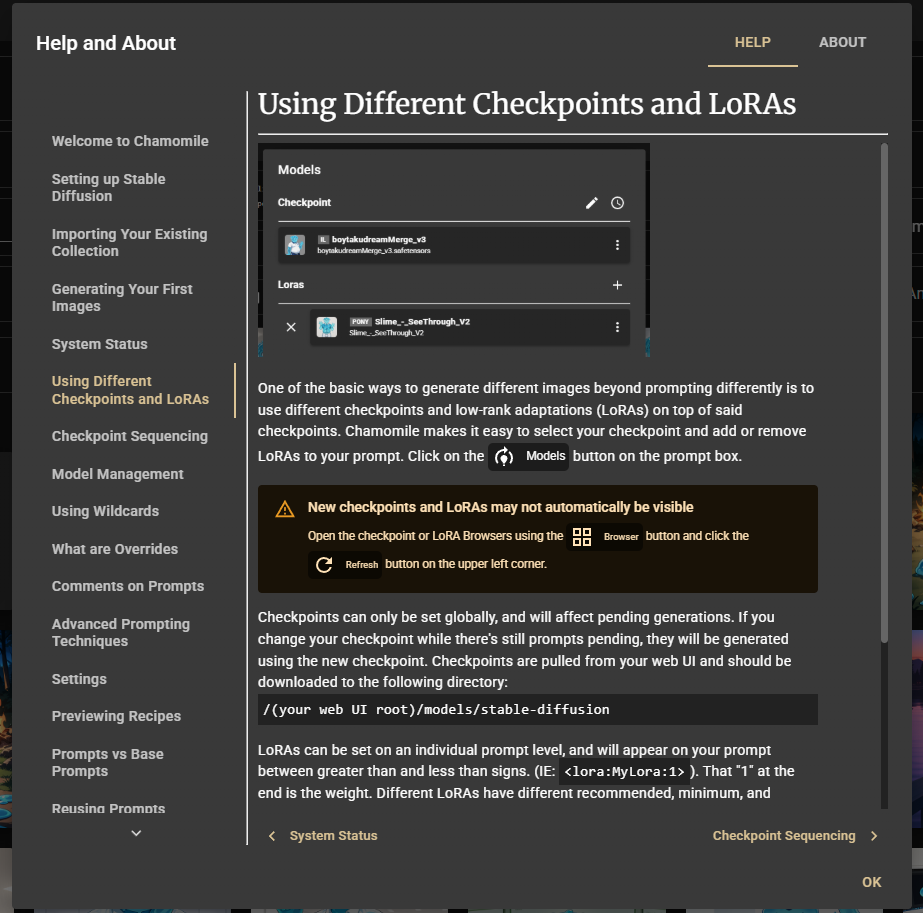 Help and About
HELP
ABOUT
Welcome to Chamomile
Setting up Stable
Diffusion
Importing Your Existing
Collection
Generating Your First
Images
System Status
Using Different
Checkpoints and LoRAs
Checkpoint Sequencing
Model Management
Using Wildcards
What are Overrides
Comments on Prompts
Advanced Prompting
Techniques
Settings
Previewing Recipes
Prompts vs Base
Prompts
Reusing Prompts
Using Different Checkpoints and LoRAs
Models
Checkpoint
IL boytakudreamMerge_v3
boytakudreamMerge_v3.safetensors
Loras
PONY Slime_-_SeeThrough_V2
Slime_-_SeeThrough_V2
One of the basic ways to generate different images beyond prompting differently is to
use different checkpoints and low-rank adaptations (LoRAs) on top of said
checkpoints. Chamomile makes it easy to select your checkpoint and add or remove
LoRAs to your prompt. Click on the Models button on the prompt box.
New checkpoints and LoRAs may not automatically be visible
Open the checkpoint or LoRA Browsers using the Browser button and click the
Refresh button on the upper left corner.
Checkpoints can only be set globally, and will affect pending generations. If you
change your checkpoint while there's still prompts pending, they will be generated
using the new checkpoint. Checkpoints are pulled from your web UI and should be
downloaded to the following directory:
/(your web UI root)/models/stable-diffusion
LoRAs can be set on an individual prompt level, and will appear on your prompt
between greater than and less than signs. (IE: <lora:MyLora:1>). That "1" at the
end is the weight. Different LoRAs have different recommended, minimum, and
System Status
Checkpoint Sequencing
OK